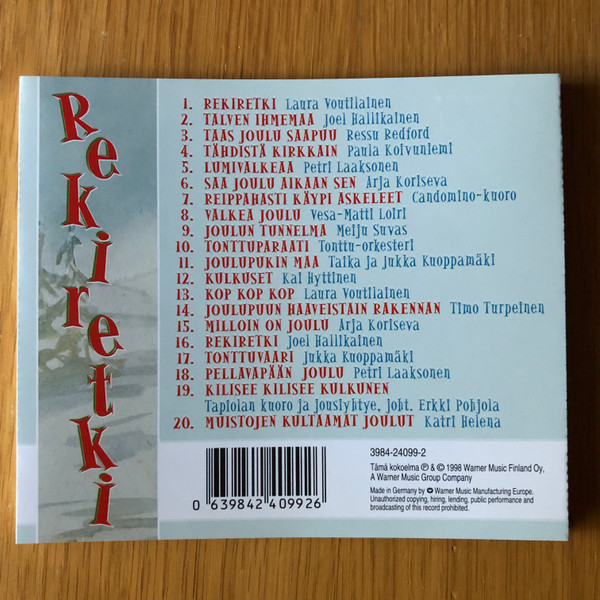 Rekiretki
1. REKIRETKI Laura Voutilainen
2. TALVEN IHMEMAA Joel Hallikainen
3. TAAS JOULU SAAPUU Ressu Redford
4. TÄHDISTÄ KIRKKAIN Paula Koivuniemi
5. LUMIVALKEAA Petri Laaksonen
6. SAA JOULU AIKAAN SEN Arja Koriseva
7. REIPPAHASTI KÄYPI ASKELEET Candomino-kuoro
8. VALKEA JOULU Vesa-Matti Loiri
9. JOULUN TUNNELMA Meiju Suvas
10. TONTTUPARAATI Tonttu-orkesteri
11. JOULUPUKIN MAA Taika ja Jukka Kuoppamäki
12. KULKUSET Kai Hyttinen
13. KOP KOP KOP Laura Voutilainen
14. JOULUPUUN HAAVEISTAIN RAKENNAN Timo Turpeinen
15. MILLOIN ON JOULU Arja Koriseva
16. REKIRETKI Joel Hallikainen
17. TONTTUVAARI Jukka Kuoppamäki
18. PELLAVAPÄÄN JOULU Petri Laaksonen
19. KILISEE KILISEE KULKUNEN
Tapiolan kuoro ja jousiyhtye, joht. Erkki Pohjola
20. MUISTOJEN KULTAAMAT JOULUT Katri Helena
3984-24099-2
Tämä kokoelma ℗ & © 1998 Warner Music Finland Oy,
A Warner Music Group Company
Made in Germany by Warner Music Manufacturing Europe.
Unauthorized copying, hiring, lending, public performance and
broadcasting of this record prohibited.
0 639842 409926